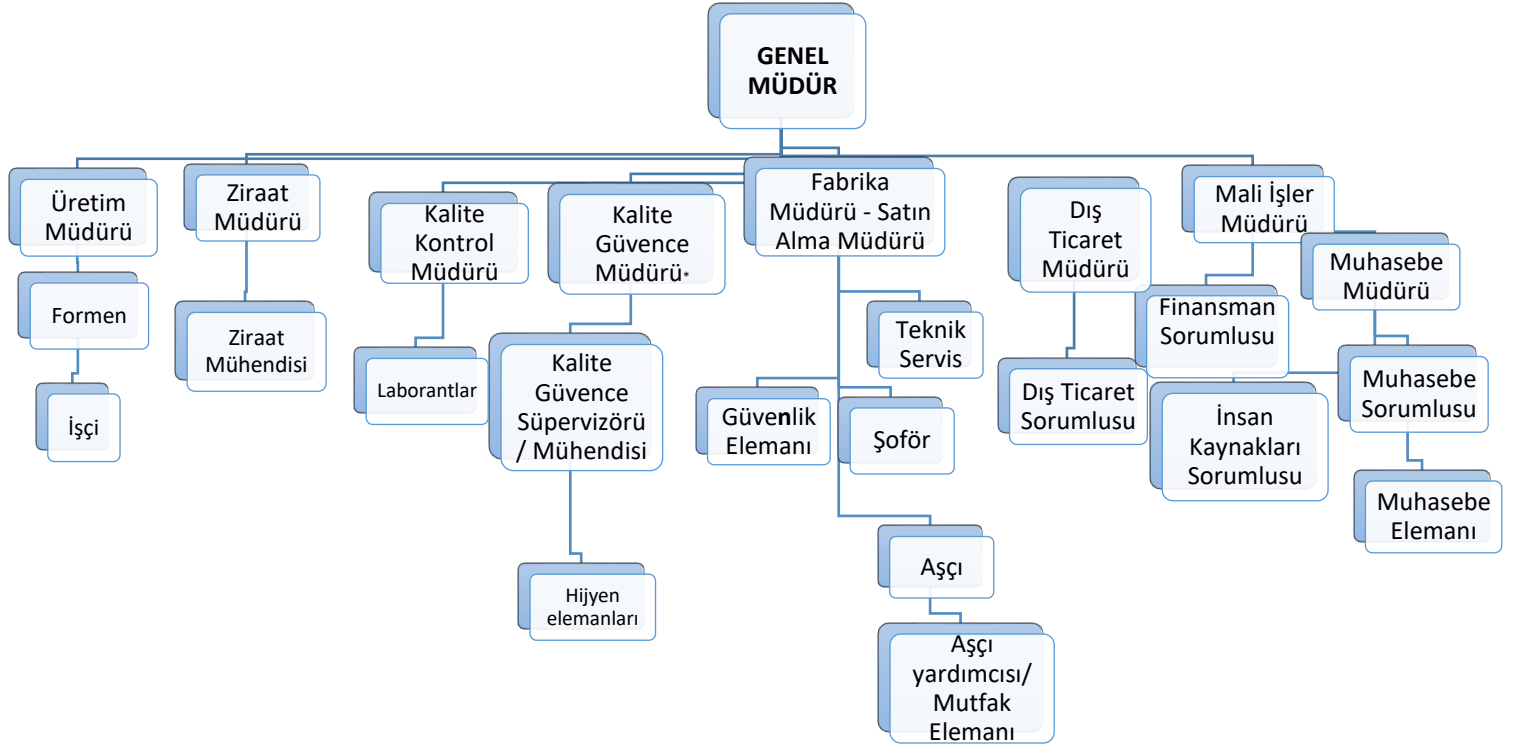 GENEL
MÜDÜR
Üretim
Müdürü
Formen
İşçi
Ziraat
Müdürü
Ziraat
Mühendisi
Kalite
Kontrol
Müdürü
Laborantlar
Kalite
Güvence
Müdürü*
Kalite
Güvence
Süpervizörü
/ Mühendisi
Hijyen
elemanları
Fabrika
Müdürü - Satın
Alma Müdürü
Teknik
Servis
Güvenlik
Elemanı
Şoför
Aşçı
Aşçı
yardımcısı/
Mutfak
Elemanı
Dış
Ticaret
Müdürü
Dış Ticaret
Sorumlusu
Mali İşler
Müdürü
Finansman
Sorumlusu
Muhasebe
Müdürü
İnsan
Kaynakları
Sorumlusu
Muhasebe
Sorumlusu
Muhasebe
Elemanı